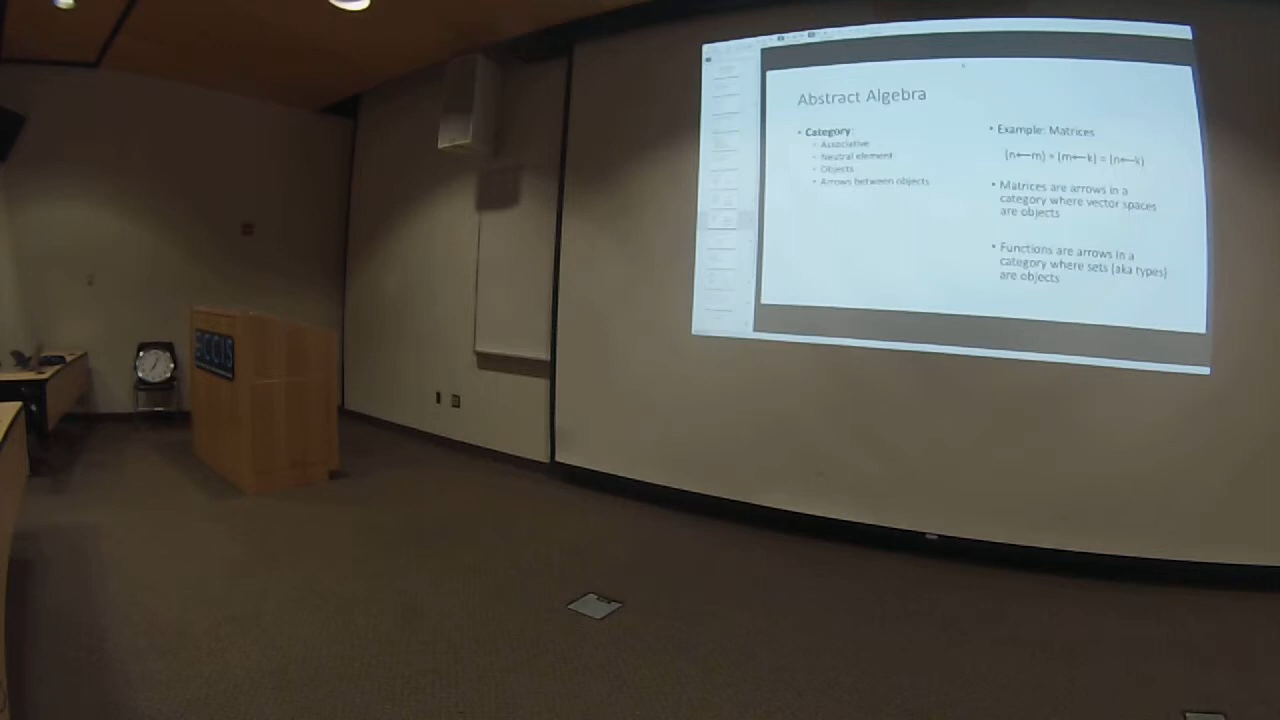 Abstract Algebra
• Category:
• Associative
• Neutral element
• Objects
• Arrows between objects
• Example: Matrices
(n⟵m) ∘ (m⟵k) = (n⟵k)
• Matrices are arrows in a
category where vector spaces
are objects
• Functions are arrows in a
category where sets (aka types)
are objects
CCIS